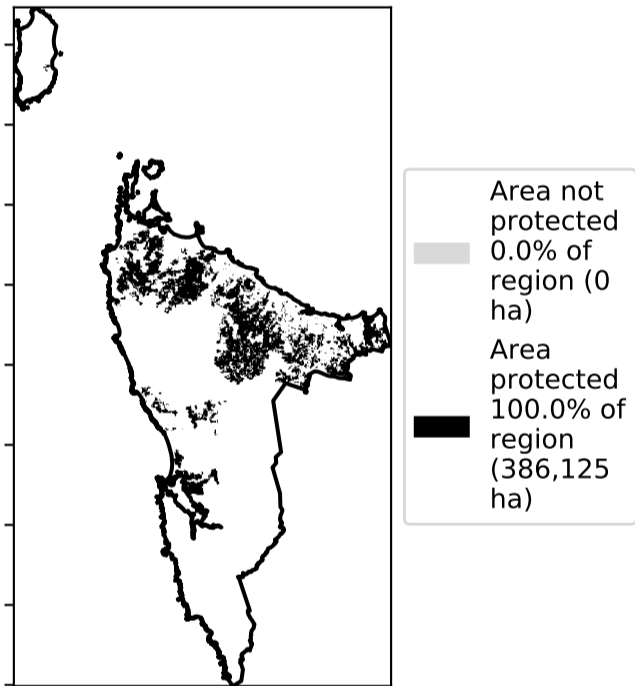 Area not
protected
0.0% of
region (0
ha)
Area
protected
100.0% of
region
(386,125
ha)